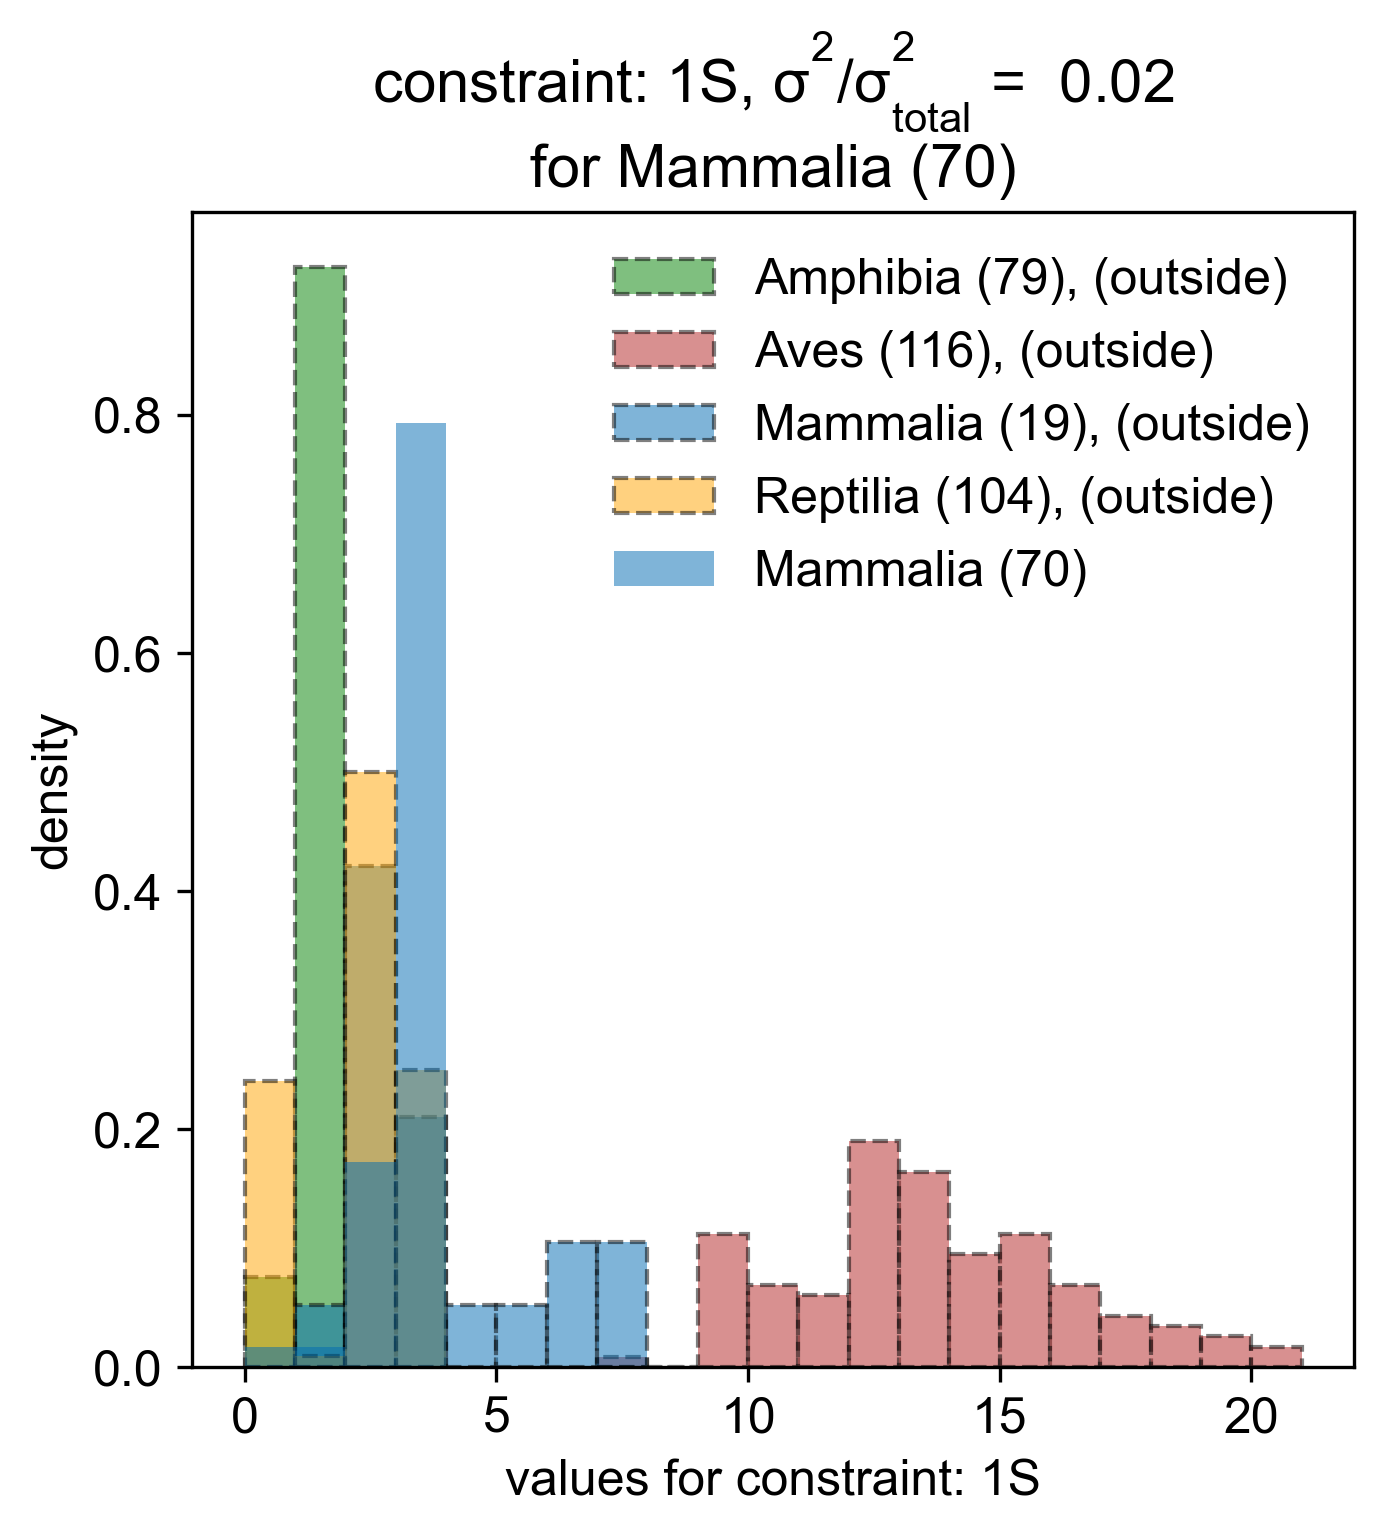 constraint: 1S, σ²/σ²total = 0.02
for Mammalia (70)
Amphibia (79), (outside)
Aves (116), (outside)
Mammalia (19), (outside)
Reptilia (104), (outside)
Mammalia (70)
density
0.8
0.6
0.4
0.2
0.0
0 5 10 15 20
values for constraint: 1S